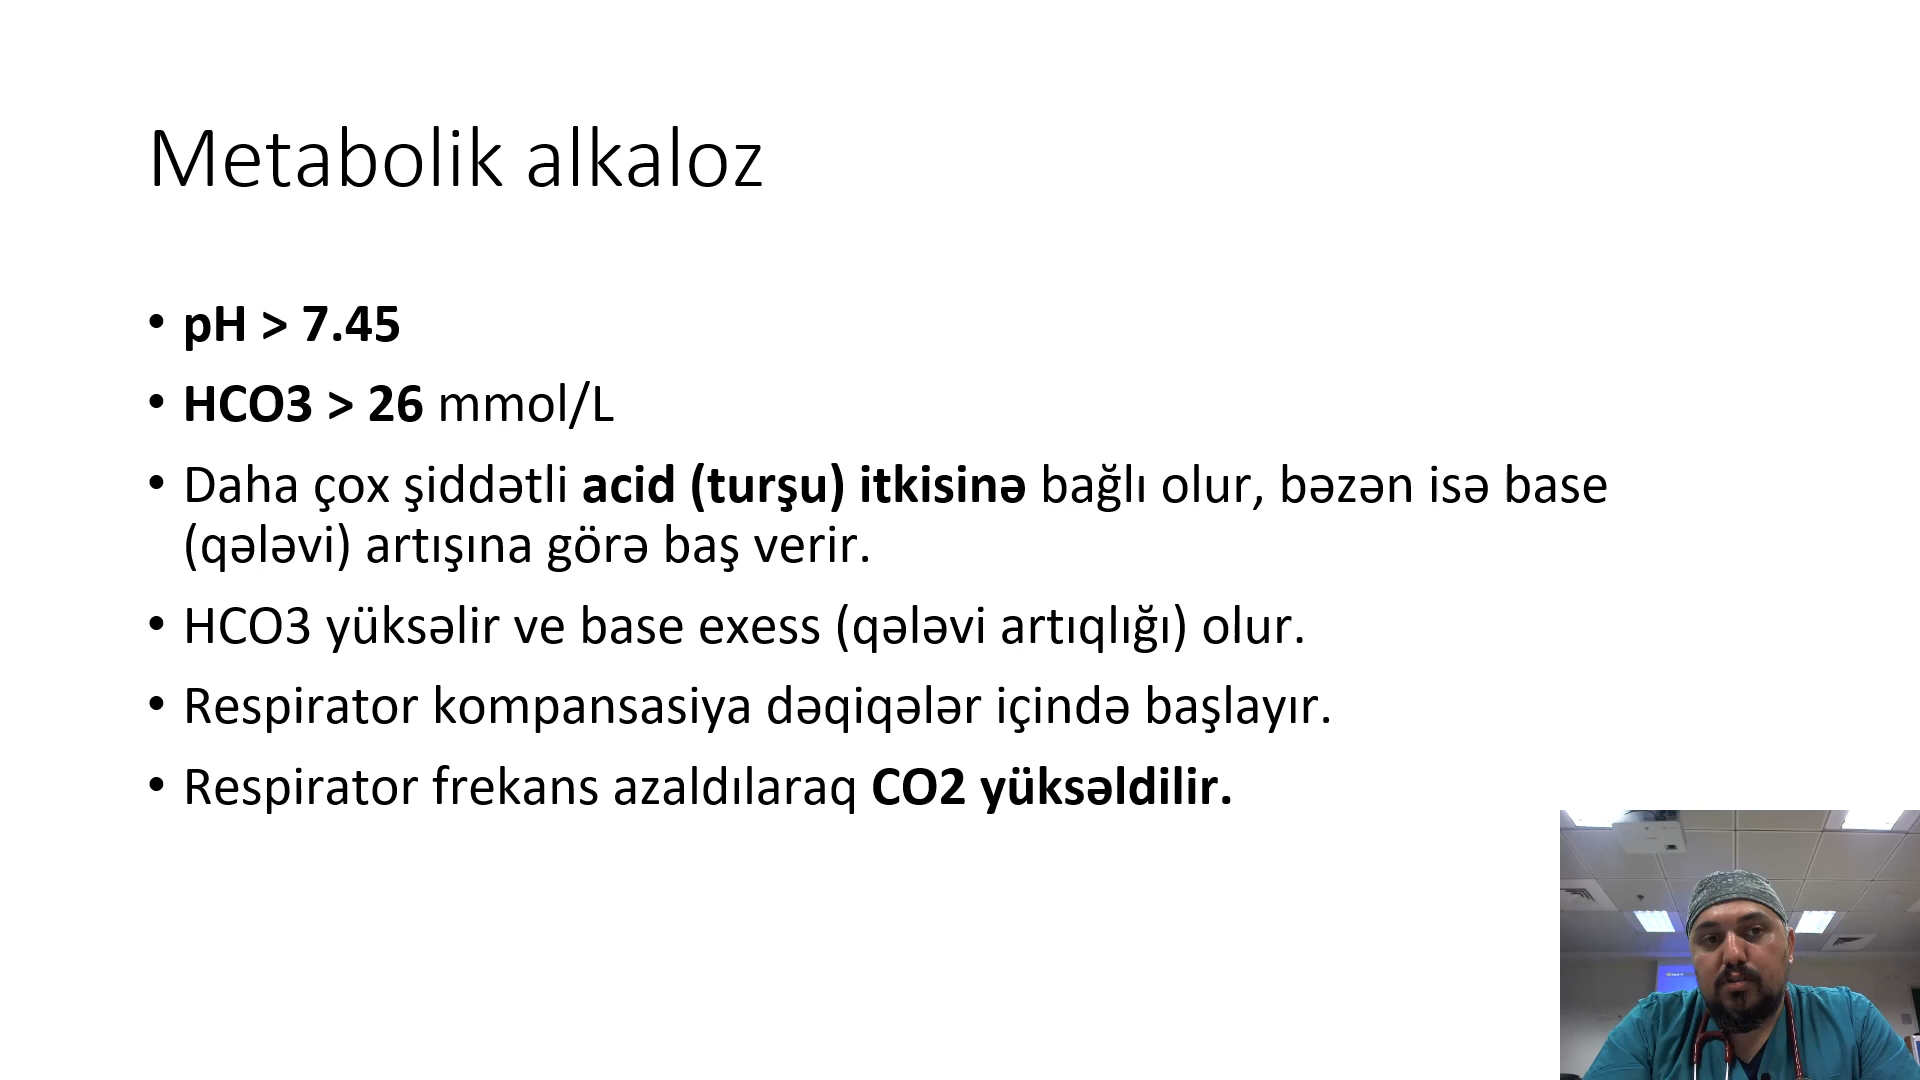 Metabolik alkaloz
• pH > 7.45
• HCO3 > 26 mmol/L
• Daha çox şiddətli acid (turşu) itkisinə bağlı olur, bəzən isə base
(qələvi) artışına görə baş verir.
• HCO3 yüksəlir ve base exess (qələvi artıqlığı) olur.
• Respirator kompansasiya dəqiqələr içində başlayır.
• Respirator frekans azaldılaraq CO2 yüksəldilir.